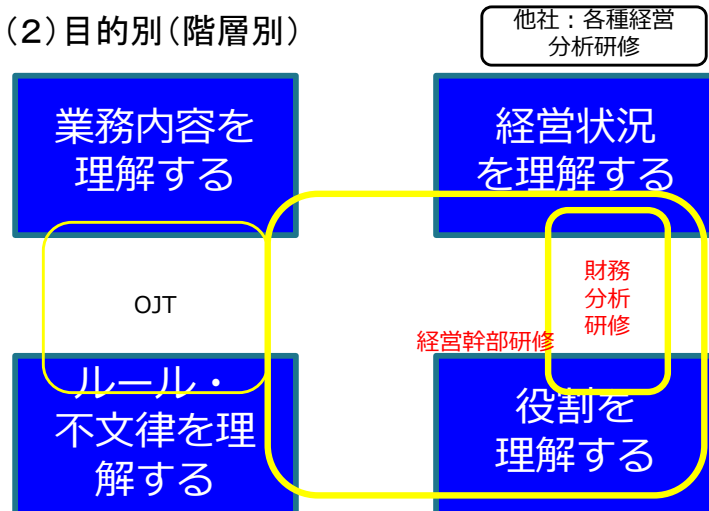 (2)目的別(階層別)
他社：各種経営
分析研修
業務内容を
理解する
経営状況
を理解する
OJT
財務
分析
研修
経営幹部研修
ルール・
不文律を理
解する
役割を
理解する